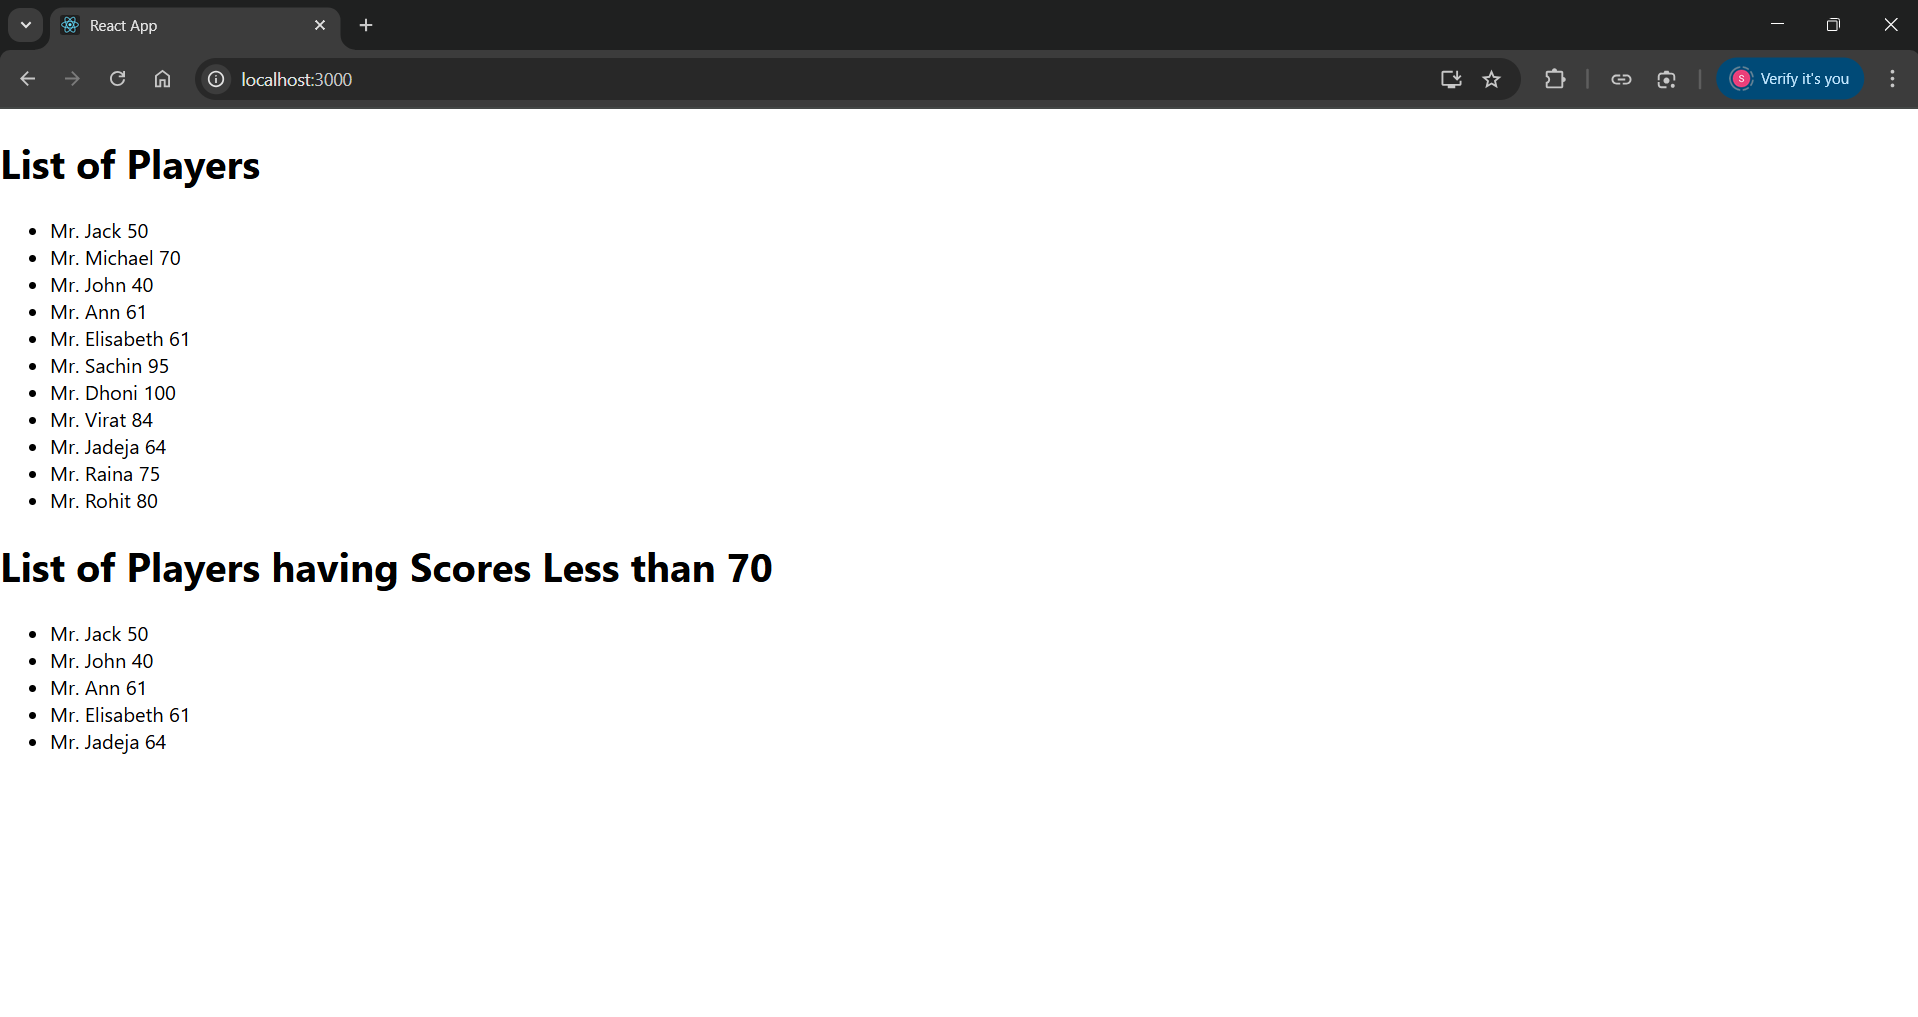 React App
localhost:3000
S
Verify it's you
List of Players
Mr. Jack 50
Mr. Michael 70
Mr. John 40
Mr. Ann 61
Mr. Elisabeth 61
Mr. Sachin 95
Mr. Dhoni 100
Mr. Virat 84
Mr. Jadeja 64
Mr. Raina 75
Mr. Rohit 80
List of Players having Scores Less than 70
Mr. Jack 50
Mr. John 40
Mr. Ann 61
Mr. Elisabeth 61
Mr. Jadeja 64